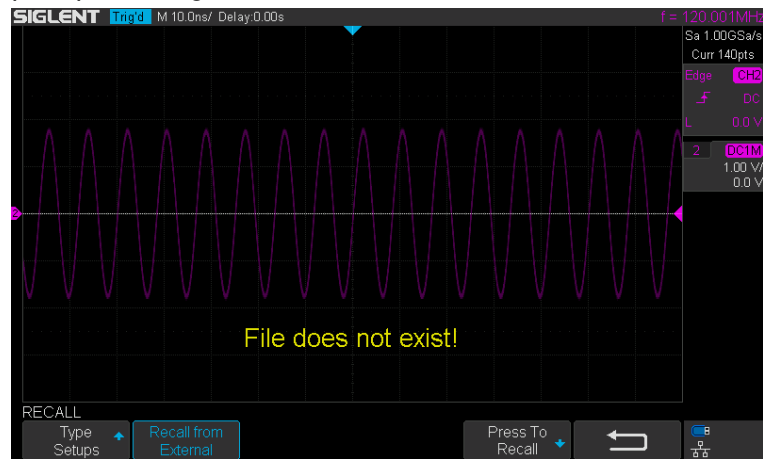 SIGLENT Trig'd M 10.0ns/ Delay:0.00s f = 120.001MHz
Sa 1.00GSa/s
Curr 140pts
Edge CH2
DC
L 0.0 V
2 DC1M
1.00 V/
0.0 V
2
File does not exist!
RECALL
Type Setups
Recall from External
Press To Recall